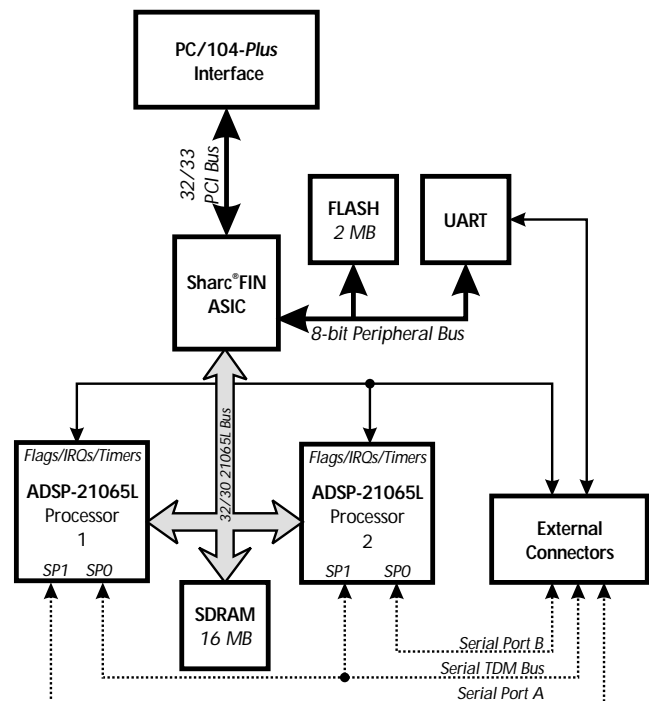 PC/104-Plus
Interface
32/33
PCI Bus
FLASH
2 MB
UART
Sharc®FIN
ASIC
8-bit Peripheral Bus
32/30 21065L Bus
Flags/IRQs/Timers
ADSP-21065L
Processor
1
SP1 SP0
Flags/IRQs/Timers
ADSP-21065L
Processor
2
SP1 SP0
External
Connectors
SDRAM
16 MB
Serial Port B
Serial TDM Bus
Serial Port A